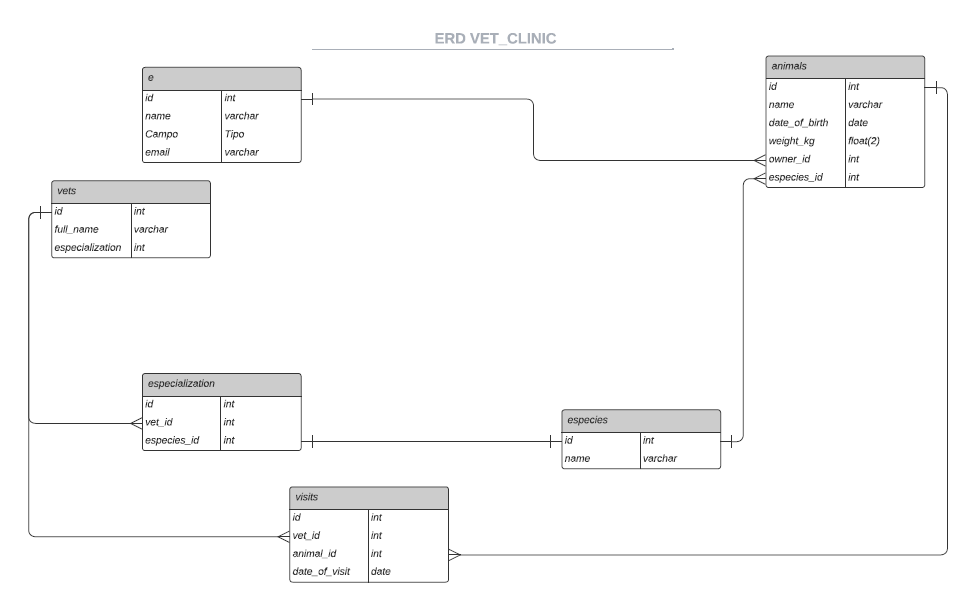 ERD VET_CLINIC
e
id int
name varchar
Campo Tipo
email varchar
animals
id int
name varchar
date_of_birth date
weight_kg float(2)
owner_id int
especies_id int
vets
id int
full_name varchar
especialization int
especialization
id int
vet_id int
especies_id int
especies
id int
name varchar
visits
id int
vet_id int
animal_id int
date_of_visit date